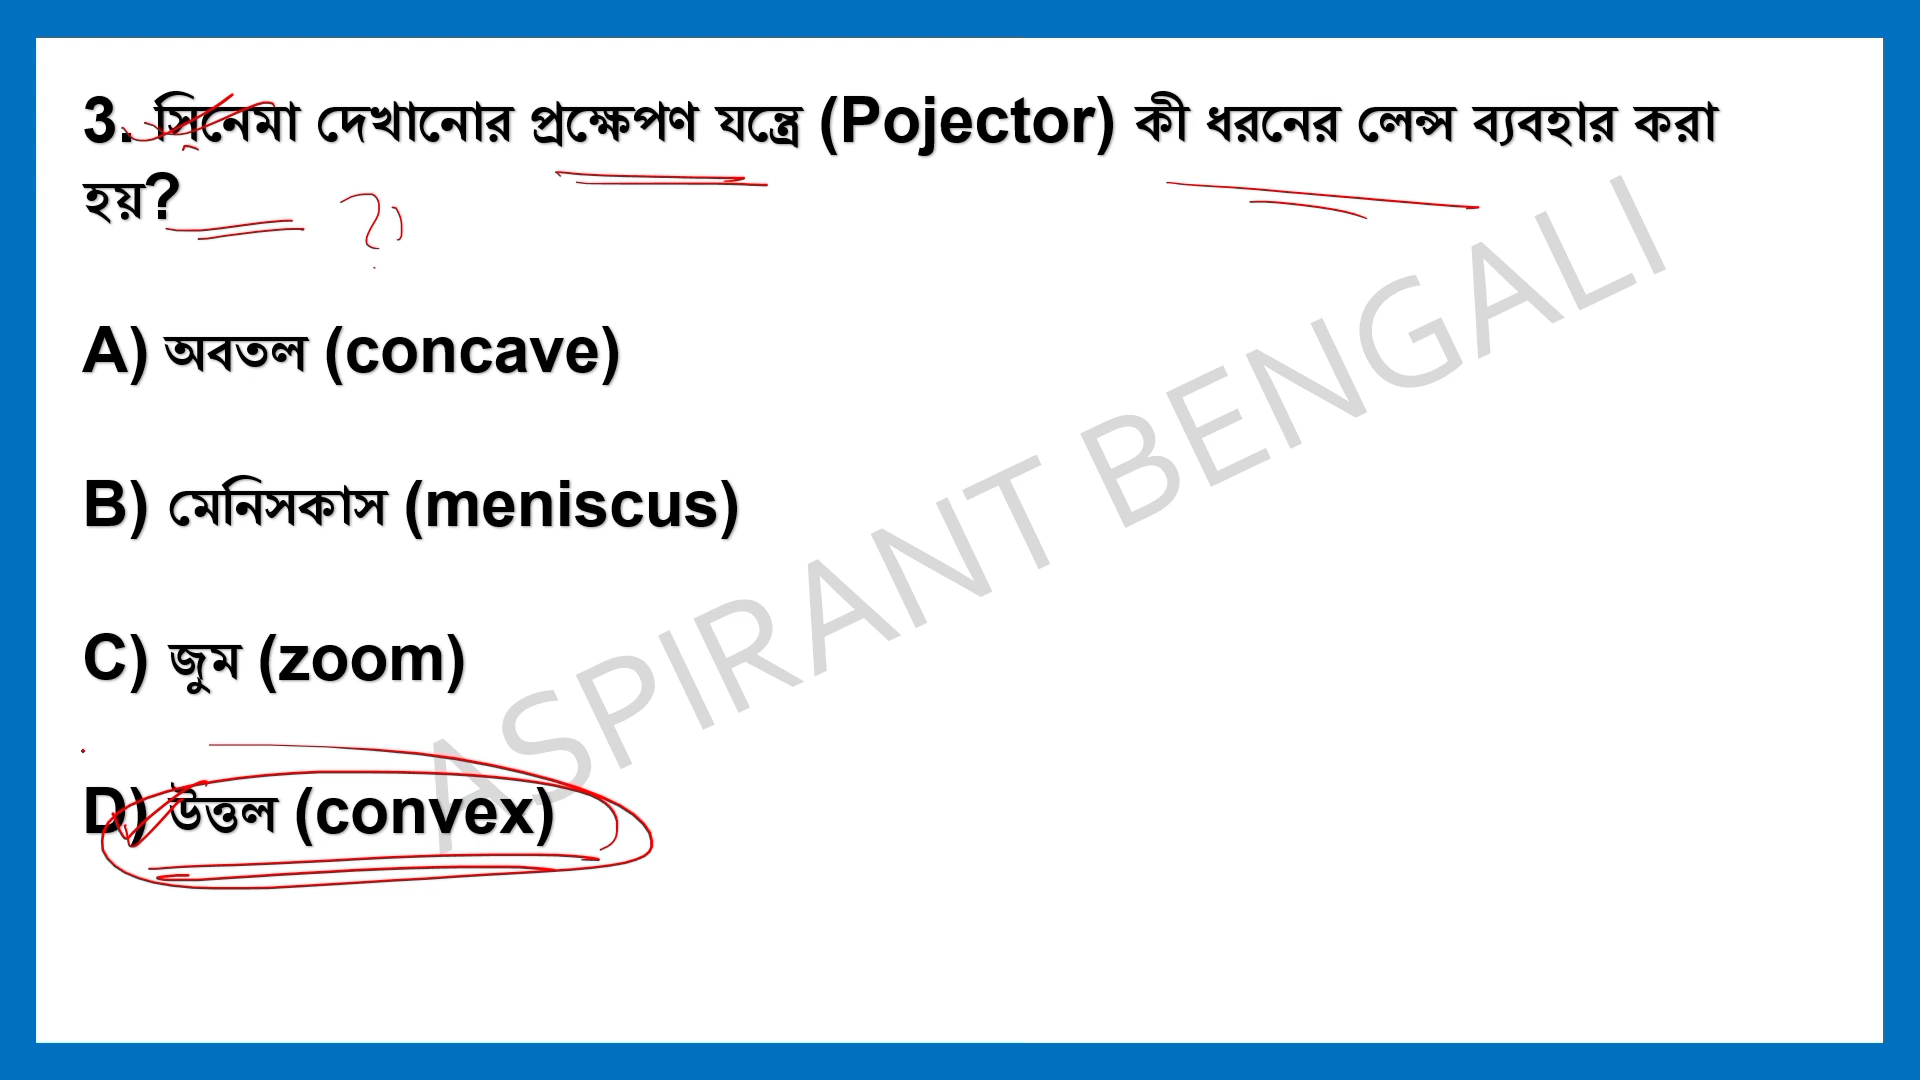 3. সিনেমা দেখানোর প্রক্ষেপণ যন্ত্রে (Pojector) কী ধরনের লেন্স ব্যবহার করা
হয়?
A) অবতল (concave)
B) মেনিসকাস (meniscus)
C) জুম (zoom)
D) উত্তল (convex)
ASPIRANT BENGALI